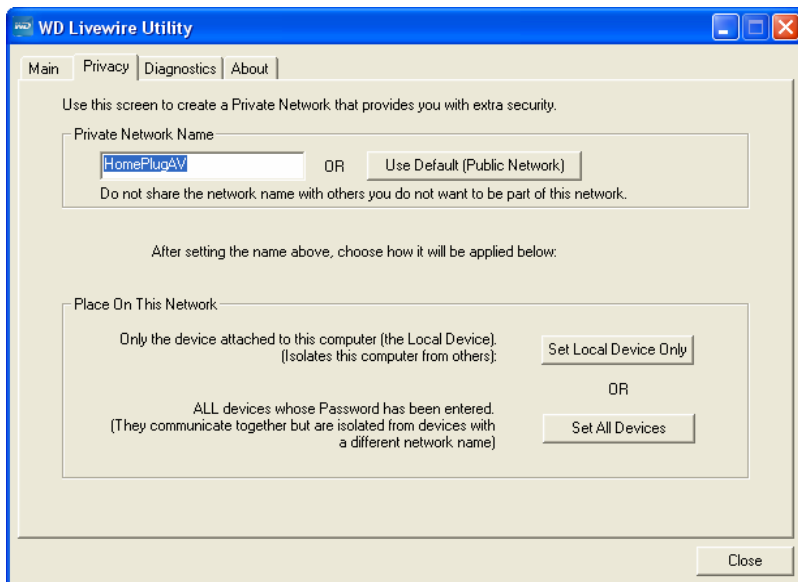 WD WD Livewire Utility
Main Privacy Diagnostics About
Use this screen to create a Private Network that provides you with extra security.
Private Network Name
HomePlugAV OR Use Default (Public Network)
Do not share the network name with others you do not want to be part of this network.
After setting the name above, choose how it will be applied below:
Place On This Network
Only the device attached to this computer (the Local Device).
(Isolates this computer from others):
Set Local Device Only
OR
ALL devices whose Password has been entered.
(They communicate together but are isolated from devices with
a different network name)
Set All Devices
Close